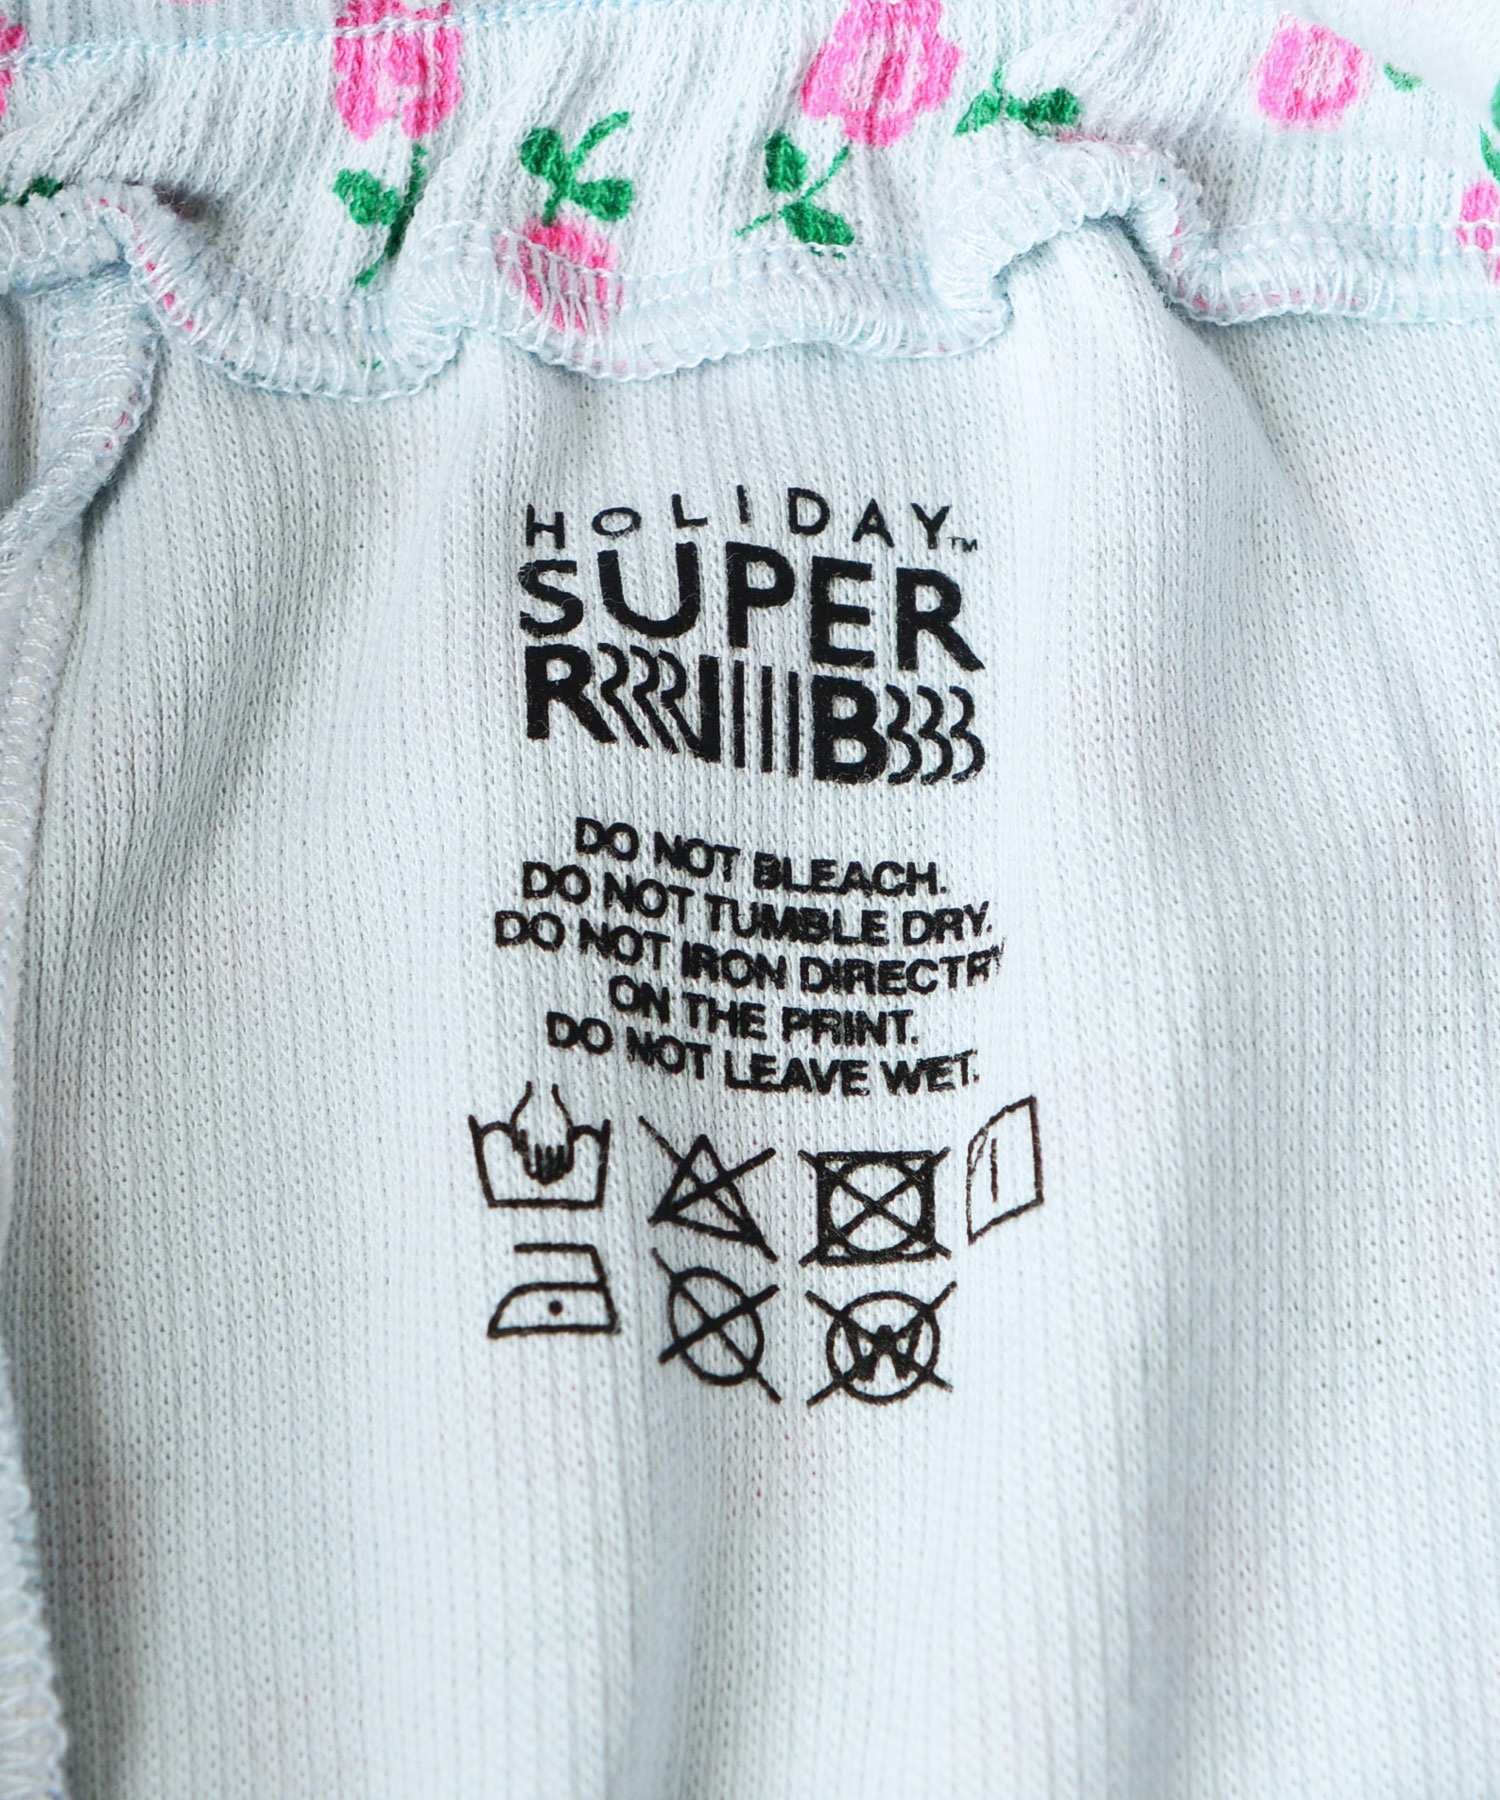 HOLIDAY™
SUPER
RRRRRIIIIBBBB
DO NOT BLEACH.
DO NOT TUMBLE DRY.
DO NOT IRON DIRECTRY
ON THE PRINT.
DO NOT LEAVE WET.
W